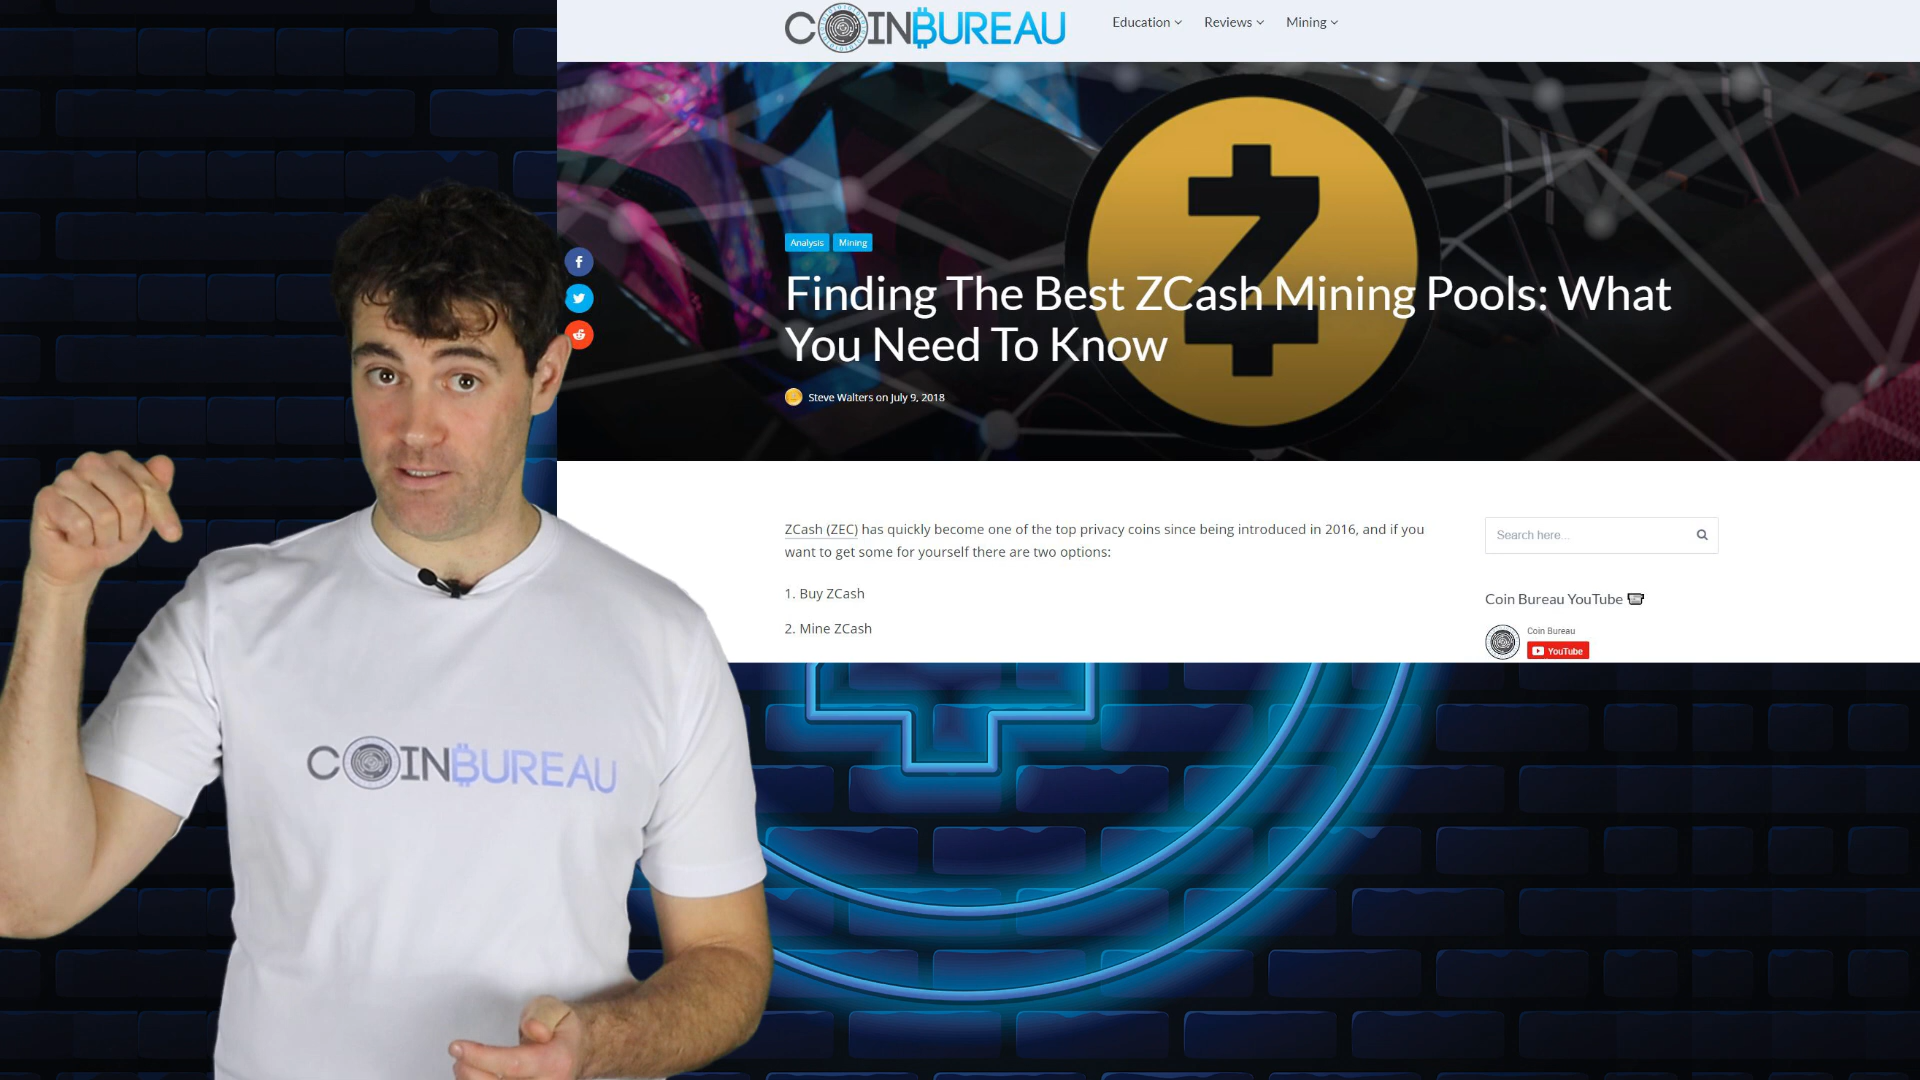 COINBUREAU
Education
Reviews
Mining
Analysis
Mining
Finding The Best ZCash Mining Pools: What
You Need To Know
Steve Walters on July 9, 2018
ZCash (ZEC) has quickly become one of the top privacy coins since being introduced in 2016, and if you
want to get some for yourself there are two options:
1. Buy ZCash
2. Mine ZCash
Search here...
Coin Bureau YouTube
Coin Bureau
YouTube
COINBUREAU